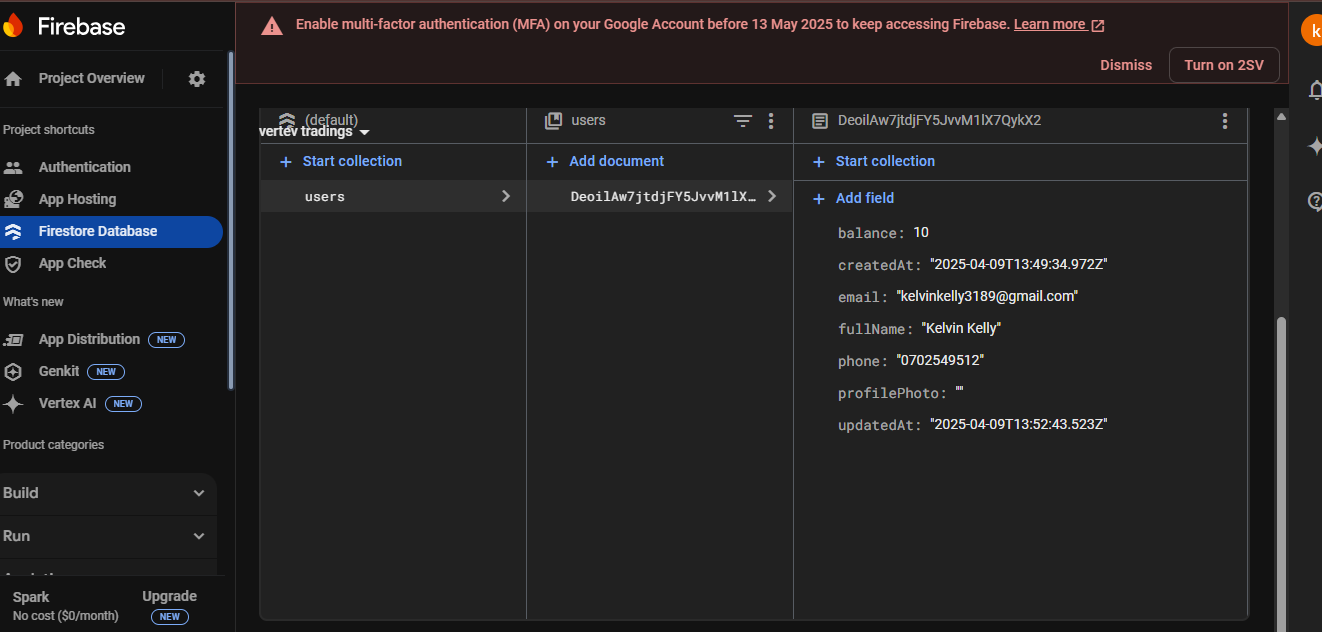 Firebase
Enable multi-factor authentication (MFA) on your Google Account before 13 May 2025 to keep accessing Firebase. Learn more
k
Dismiss
Turn on 2SV
Project Overview
Project shortcuts
Authentication
App Hosting
Firestore Database
App Check
What's new
App Distribution NEW
Genkit NEW
Vertex AI NEW
Product categories
Build
Run
Spark
No cost ($0/month)
Upgrade
NEW
(default)
vertev tradings
Start collection
users
users
Add document
DeoilAw7jtdjFY5JvvM1lX…
DeoilAw7jtdjFY5JvvM1lX7QykX2
Start collection
Add field
balance: 10
createdAt: "2025-04-09T13:49:34.972Z"
email: "kelvinkelly3189@gmail.com"
fullName: "Kelvin Kelly"
phone: "0702549512"
profilePhoto: ""
updatedAt: "2025-04-09T13:52:43.523Z"